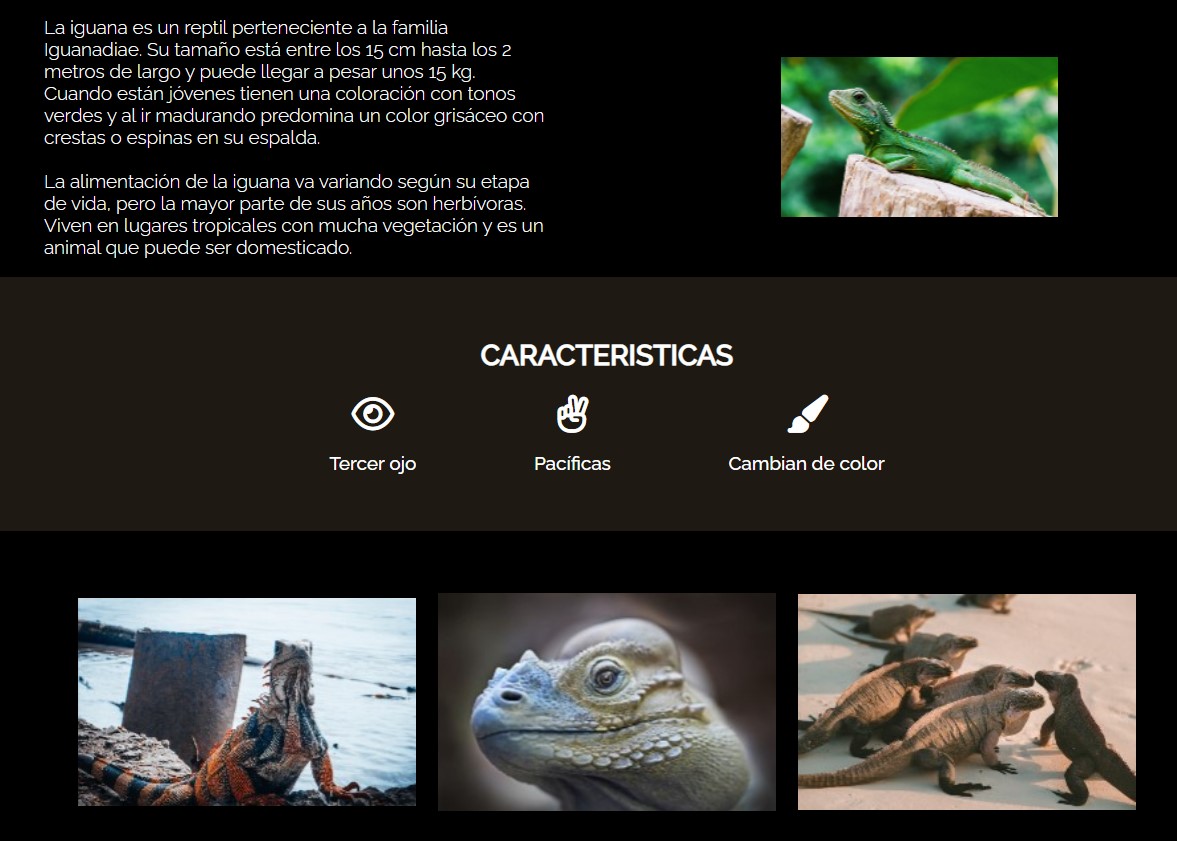 La iguana es un reptil perteneciente a la familia
Iguanadiae. Su tamaño está entre los 15 cm hasta los 2
metros de largo y puede llegar a pesar unos 15 kg.
Cuando están jóvenes tienen una coloración con tonos
verdes y al ir madurando predomina un color grisáceo con
crestas o espinas en su espalda.
La alimentación de la iguana va variando según su etapa
de vida, pero la mayor parte de sus años son herbívoras.
Viven en lugares tropicales con mucha vegetación y es un
animal que puede ser domesticado.
CARACTERISTICAS
Tercer ojo
Pacíficas
Cambian de color